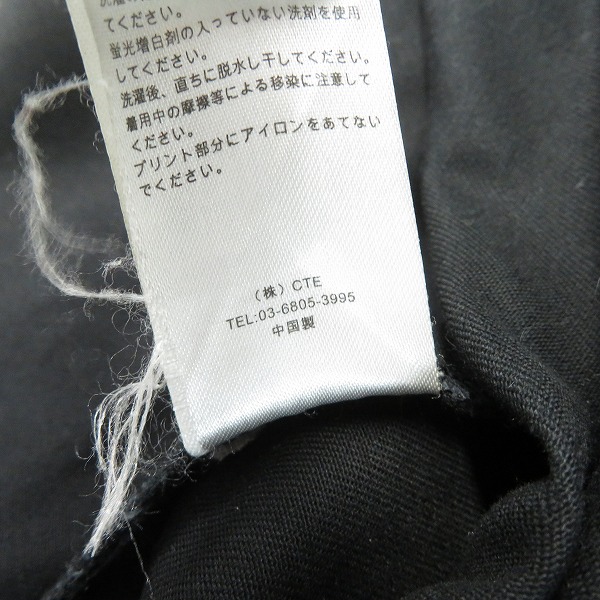 てください。
蛍光増白剤の入っていない洗剤を使用
してください。
洗濯後、直ちに脱水し干してください。
着用中の摩擦等による移染に注意して
ください。
プリント部分にアイロンをあてない
でください。
(株) CTE
TEL:03-6805-3995
中国製